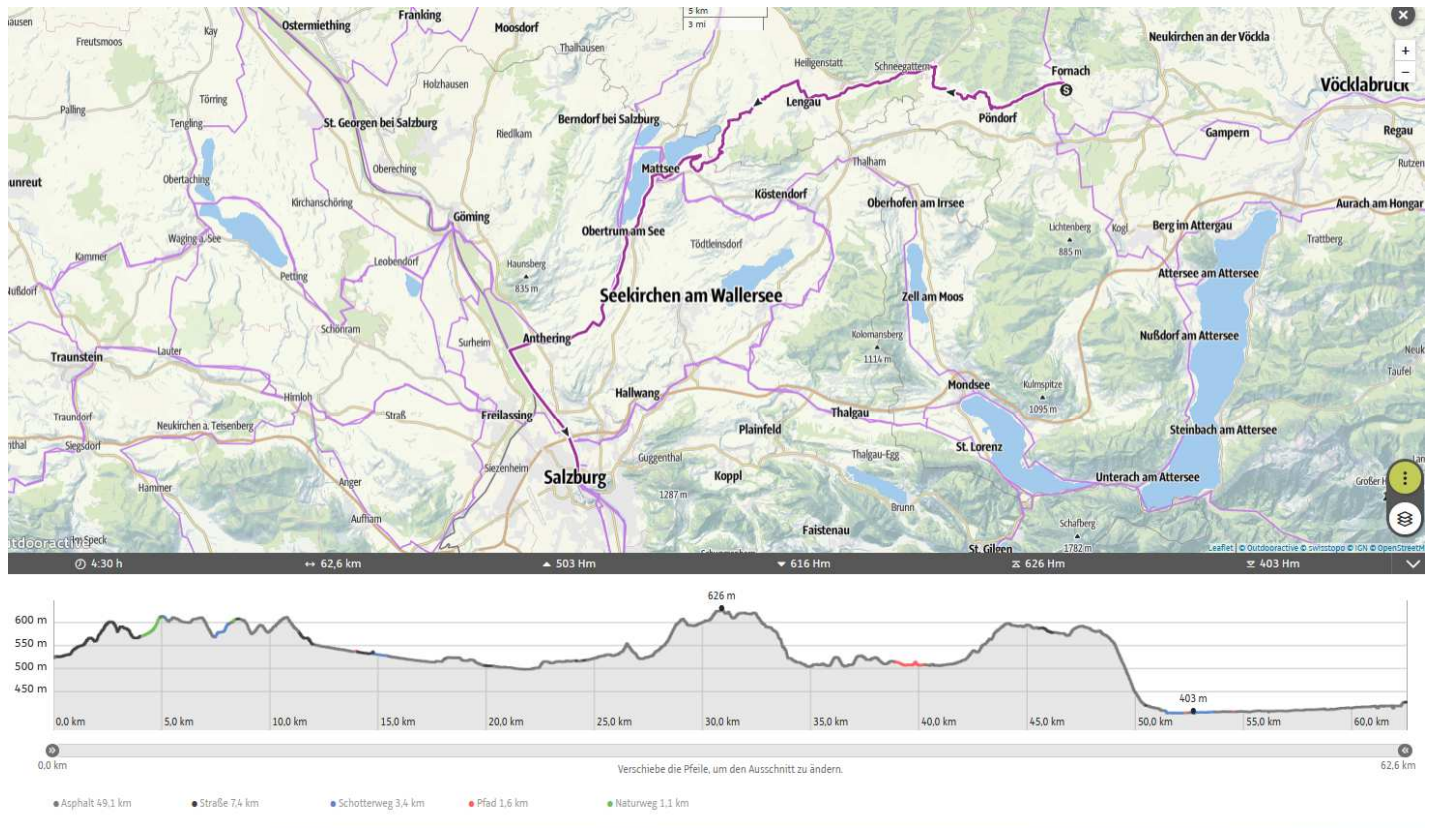 5 km
3 mi
Freutsmoos
Kay
Ostermiething
Franking
Moosdorf
Thalhausen
Neukirchen an der Vöckla
Holzhausen
Heiligenstatt
Schneegattern
Fornach
S
Vöcklabruck
Palling
Törring
Tengling
St. Georgen bei Salzburg
Berndorf bei Salzburg
Lengau
Pöndorf
Gampern
Regau
Riedlkam
Obertaching
Obereching
Mattsee
Thalham
Kirchanschöring
Köstendorf
Oberhofen am Irrsee
Aurach am Hongar
Göming
Obertrum am See
Lichtenberg
885 m
Kogl
Berg im Attergau
Trattberg
Waging a. See
Tödtleinsdorf
Kammer
Leobendorf
Haunsberg
835 m
Petting
Attersee am Attersee
Seekirchen am Wallersee
Zell am Moos
Schönram
Surheim
Anthering
Kolomansberg
1114 m
Nußdorf am Attersee
Traunstein
Lauter
Hallwang
Mondsee
Kulmspitze
1095 m
Taufel
Hirnloh
Straß
Freilassing
Thalgau
Traundorf
Neukirchen a. Teisenberg
Plainfeld
Steinbach am Attersee
Siegsdorf
St. Lorenz
Siezenheim
Guggenthal
Thalgau-Egg
Salzburg
Koppl
Unterach am Attersee
Hammer
Anger
1287 m
Brunn
Aufham
Faistenau
Schafberg
1782 m
St. Gilgen
Leaflet | © Outdooractive © swisstopo © IGN © OpenStreetM
4:30 h
62,6 km
503 Hm
616 Hm
626 Hm
403 Hm
626 m
600 m
550 m
500 m
450 m
403 m
0,0 km 5,0 km 10,0 km 15,0 km 20,0 km 25,0 km 30,0 km 35,0 km 40,0 km 45,0 km 50,0 km 55,0 km 60,0 km
0,0 km
62,6 km
Verschiebe die Pfeile, um den Ausschnitt zu ändern.
Asphalt 49.1 km
Straße 7,4 km
Schotterweg 3,4 km
Pfad 1,6 km
Naturweg 1,1 km